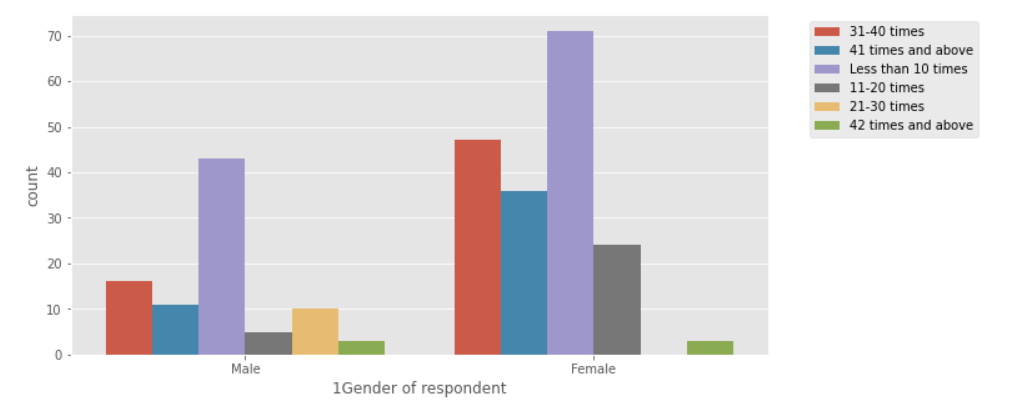 70
60
50
40
30
20
10
0
count
Male
Female
1Gender of respondent
31-40 times
41 times and above
Less than 10 times
11-20 times
21-30 times
42 times and above